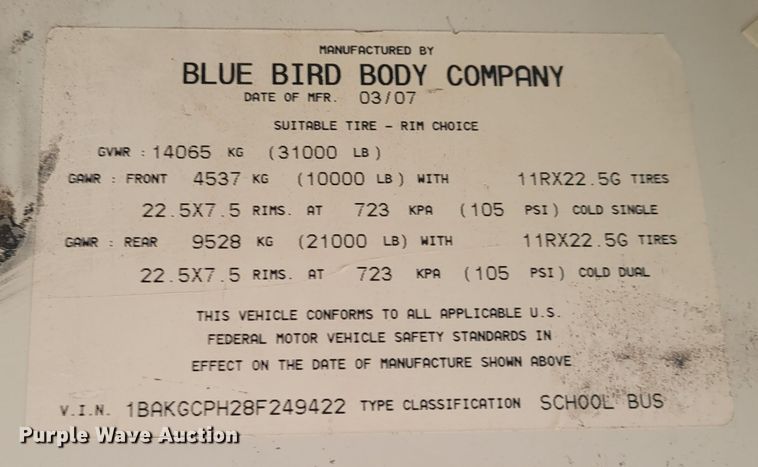 MANUFACTURED BY
BLUE BIRD BODY COMPANY
DATE OF MFR. 03/07
SUITABLE TIRE - RIM CHOICE
GVWR : 14065 KG (31000 LB)
GAWR : FRONT 4537 KG (10000 LB) WITH 11RX22.5G TIRES
22.5X7.5 RIMS. AT 723 KPA (105 PSI) COLD SINGLE
GAWR : REAR 9528 KG (21000 LB) WITH 11RX22.5G TIRES
22.5X7.5 RIMS. AT 723 KPA (105 PSI) COLD DUAL
THIS VEHICLE CONFORMS TO ALL APPLICABLE U.S.
FEDERAL MOTOR VEHICLE SAFETY STANDARDS IN
EFFECT ON THE DATE OF MANUFACTURE SHOWN ABOVE
V.I.N. 1BAKGCPH28F249422 TYPE CLASSIFICATION SCHOOL BUS
Purple Wave Auction